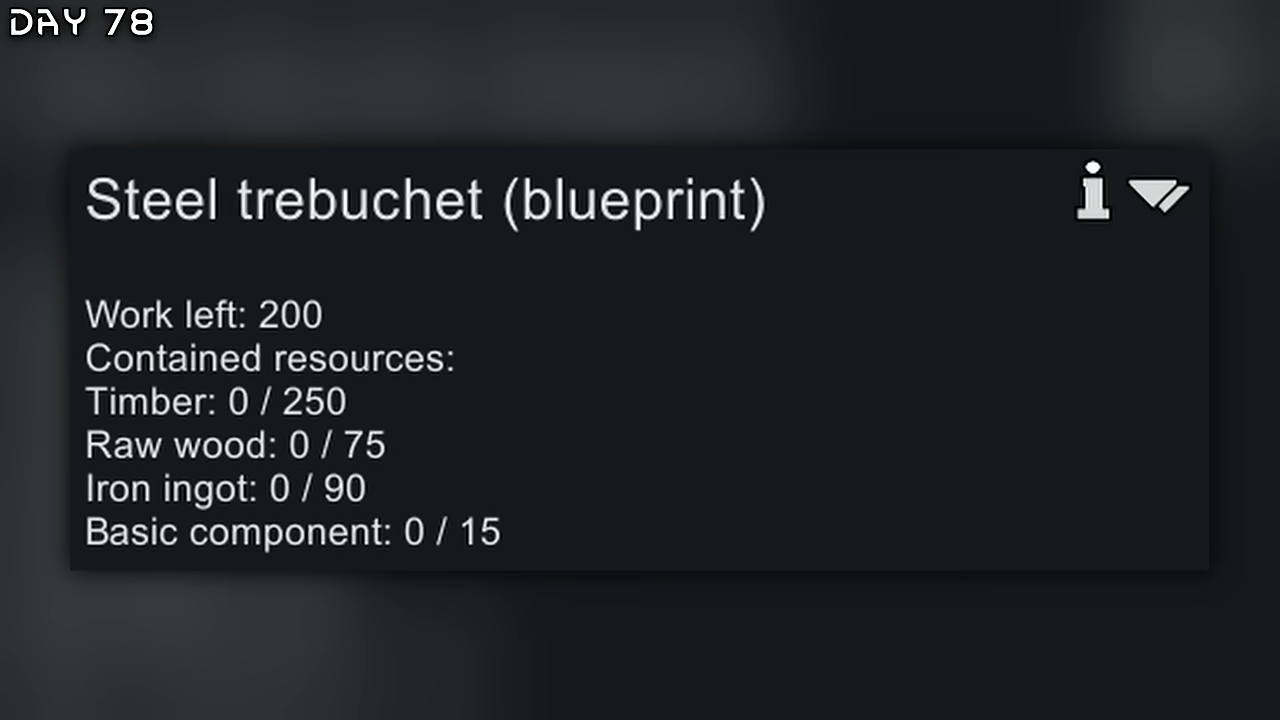 DAY 78
Steel trebuchet (blueprint)
Work left: 200
Contained resources:
Timber: 0 / 250
Raw wood: 0 / 75
Iron ingot: 0 / 90
Basic component: 0 / 15